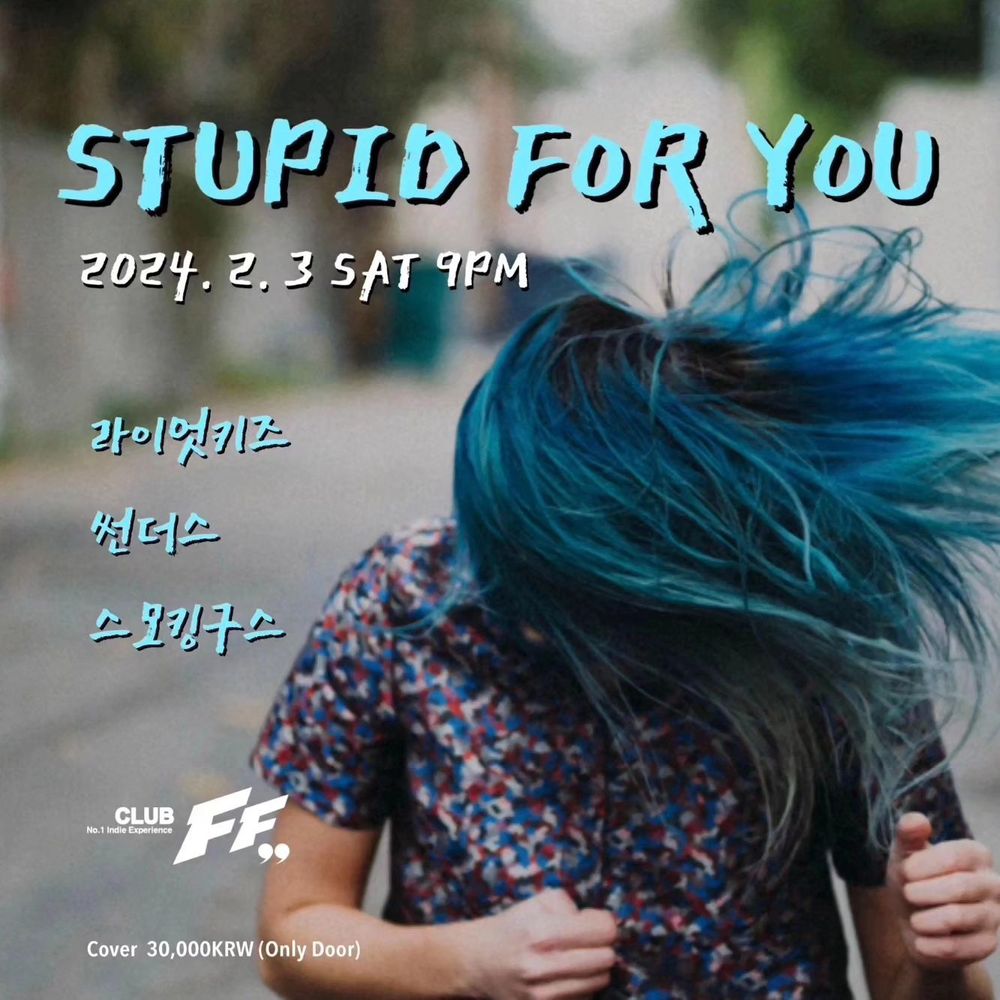 STUPID FOR YOU
2024. 2. 3 SAT 9PM
라이엇키즈
썬더스
스모킹구스
CLUB FF,,
No.1 Indie Experience
Cover 30,000KRW (Only Door)